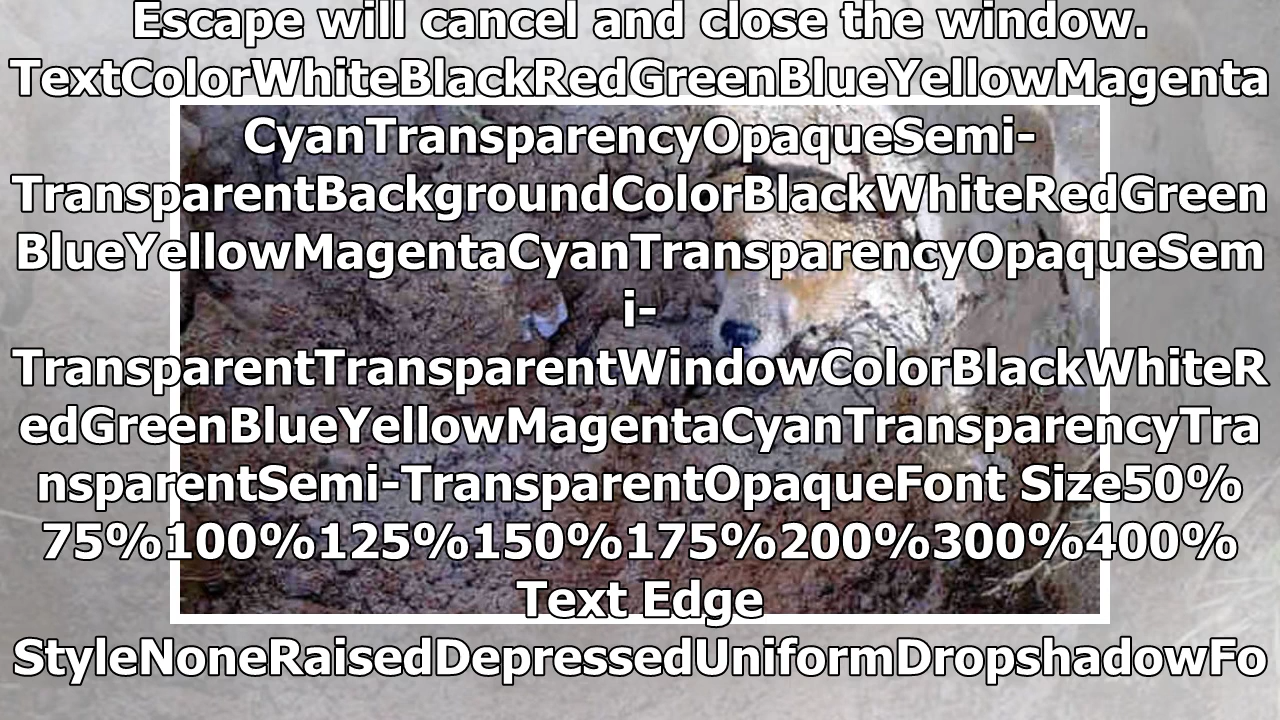 Escape will cancel and close the window.
TextColorWhiteBlackRedGreenBlueYellowMagenta
CyanTransparencyOpaqueSemi-
TransparentBackgroundColorBlackWhiteRedGreen
BlueYellowMagentaCyanTransparencyOpaqueSem
i-
TransparentTransparentWindowColorBlackWhiteR
edGreenBlueYellowMagentaCyanTransparencyTra
nsparentSemi-TransparentOpaqueFont Size50%
75%100%125%150%175%200%300%400%
Text Edge
StyleNoneRaisedDepressedUniformDropshadowFo